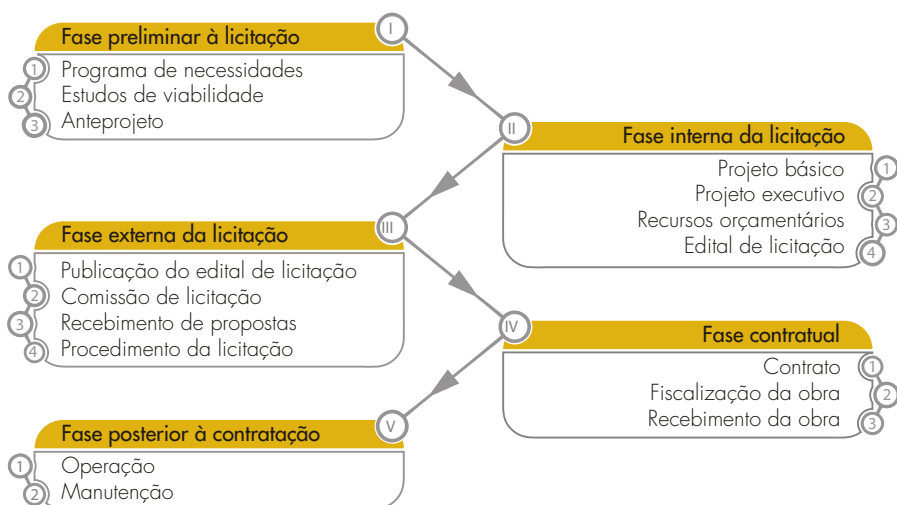 I
Fase preliminar à licitação
1 Programa de necessidades
2 Estudos de viabilidade
3 Anteprojeto
II
Fase interna da licitação
Projeto básico 1
Projeto executivo 2
Recursos orçamentários 3
Edital de licitação 4
III
Fase externa da licitação
1 Publicação do edital de licitação
2 Comissão de licitação
3 Recebimento de propostas
4 Procedimento da licitação
IV
Fase contratual
Contrato 1
Fiscalização da obra 2
Recebimento da obra 3
V
Fase posterior à contratação
1 Operação
2 Manutenção